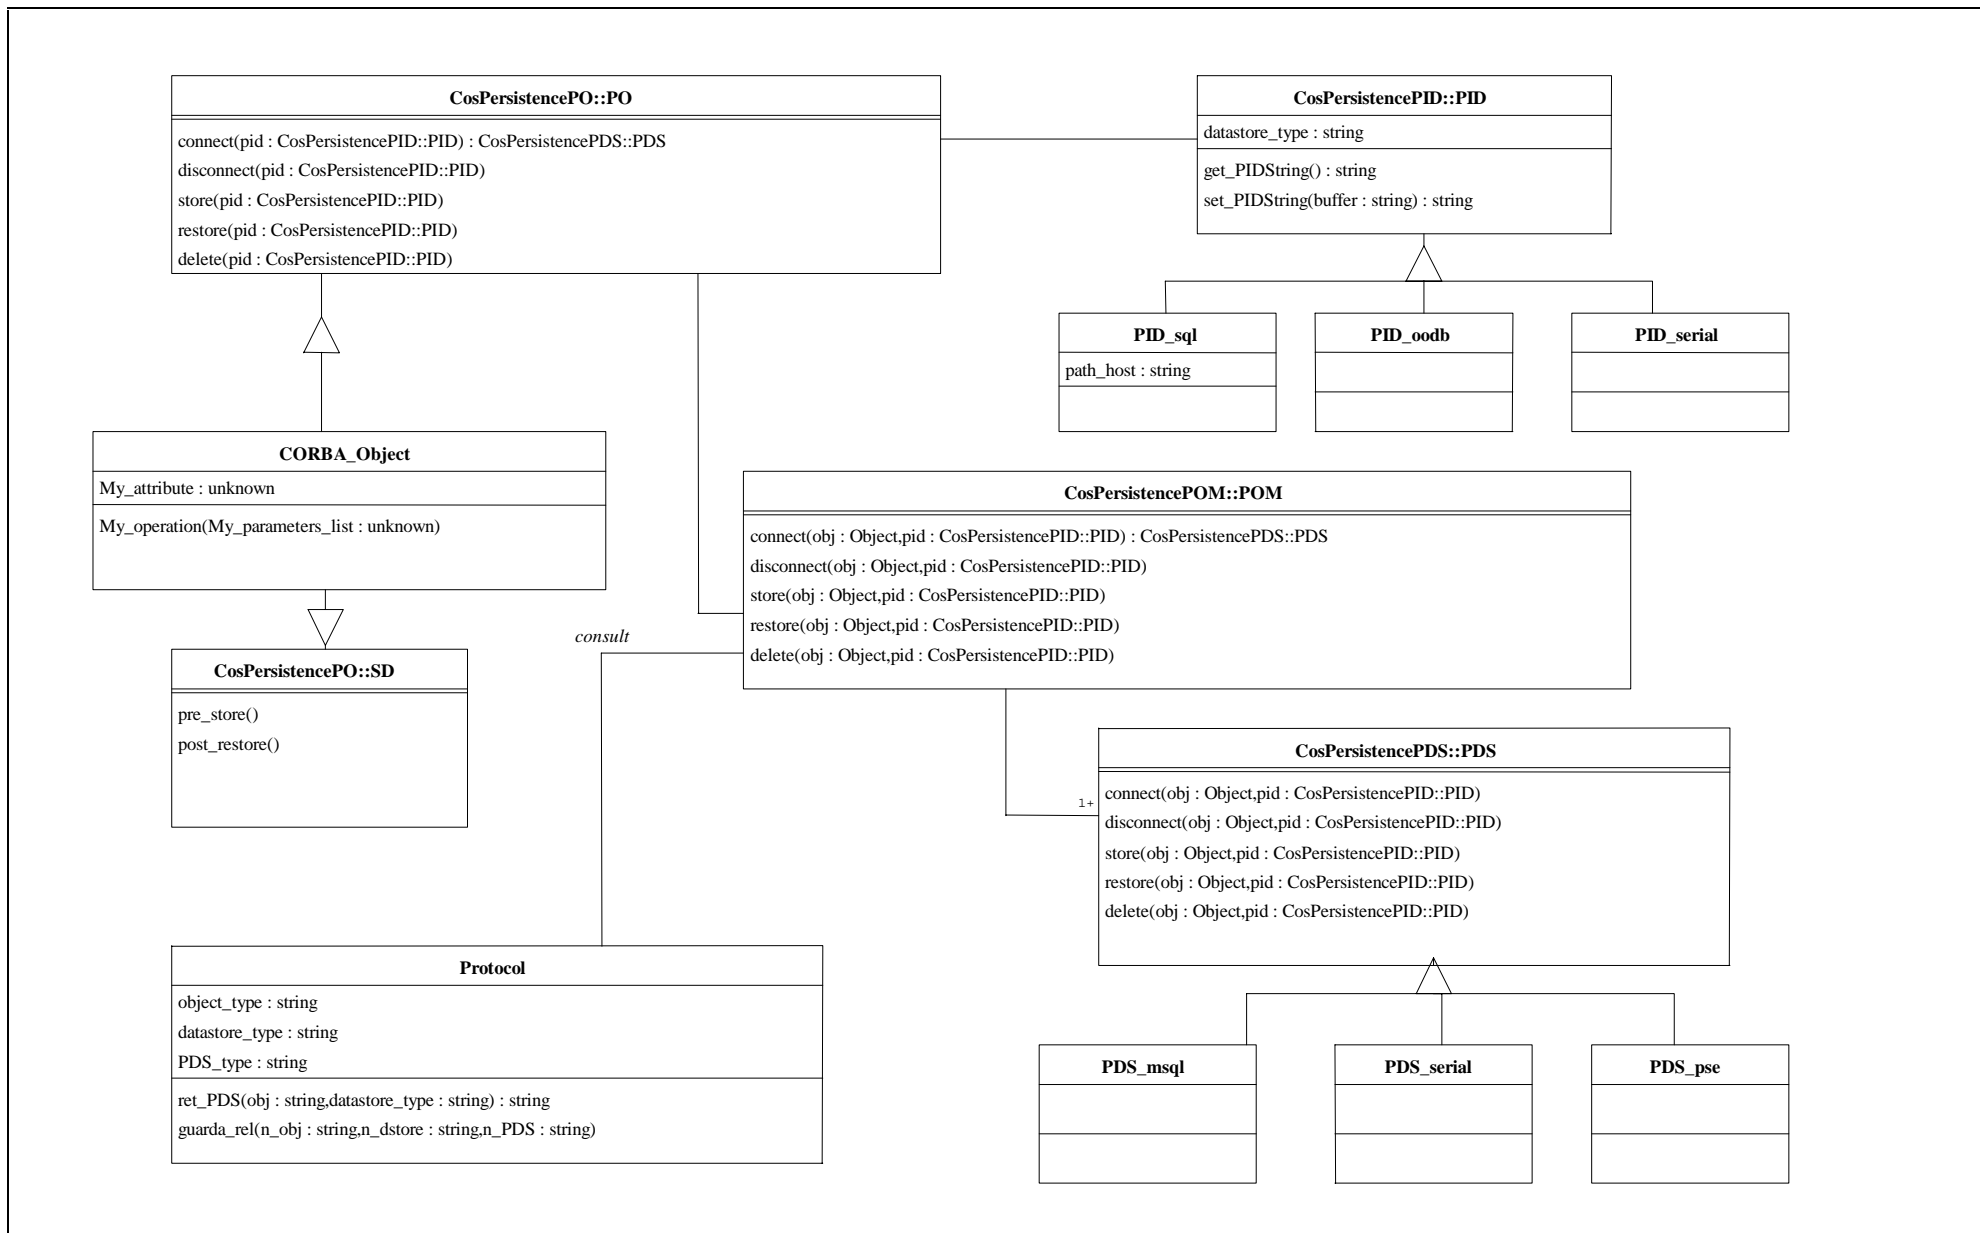 CosPersistencePO::PO
connect(pid : CosPersistencePID::PID) : CosPersistencePDS::PDS
disconnect(pid : CosPersistencePID::PID)
store(pid : CosPersistencePID::PID)
restore(pid : CosPersistencePID::PID)
delete(pid : CosPersistencePID::PID)
CosPersistencePID::PID
datastore_type : string
get_PIDString() : string
set_PIDString(buffer : string) : string
PID_sql
path_host : string
PID_oodb
PID_serial
CORBA_Object
My_attribute : unknown
My_operation(My_parameters_list : unknown)
CosPersistencePOM::POM
connect(obj : Object,pid : CosPersistencePID::PID) : CosPersistencePDS::PDS
disconnect(obj : Object,pid : CosPersistencePID::PID)
store(obj : Object,pid : CosPersistencePID::PID)
restore(obj : Object,pid : CosPersistencePID::PID)
delete(obj : Object,pid : CosPersistencePID::PID)
consult
CosPersistencePO::SD
pre_store()
post_restore()
1+
CosPersistencePDS::PDS
connect(obj : Object,pid : CosPersistencePID::PID)
disconnect(obj : Object,pid : CosPersistencePID::PID)
store(obj : Object,pid : CosPersistencePID::PID)
restore(obj : Object,pid : CosPersistencePID::PID)
delete(obj : Object,pid : CosPersistencePID::PID)
Protocol
object_type : string
datastore_type : string
PDS_type : string
ret_PDS(obj : string,datastore_type : string) : string
guarda_rel(n_obj : string,n_dstore : string,n_PDS : string)
PDS_msql
PDS_serial
PDS_pse